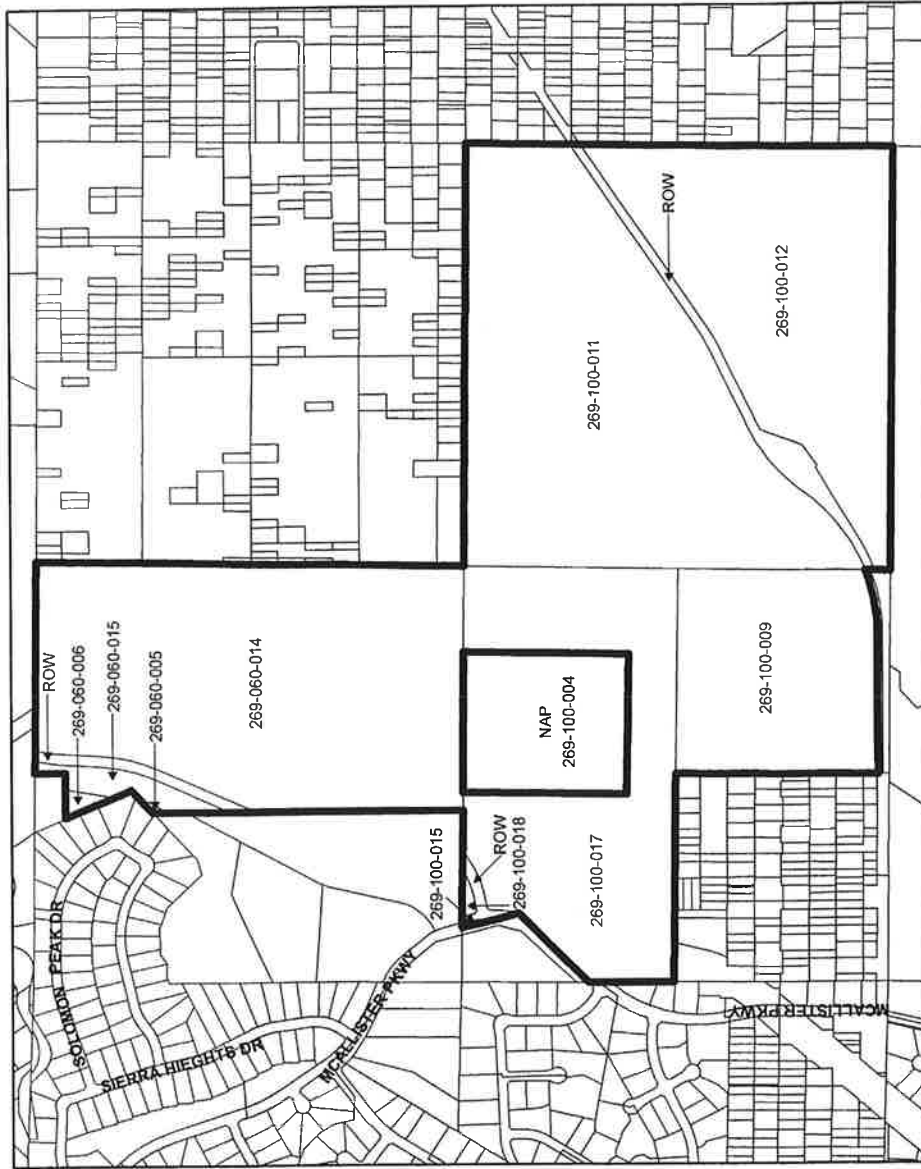 ROW
269-060-006
269-060-015
269-060-005
269-060-014
SOLOMON PEAK DR
SIERRA HIEGHTS DR
MCALLISTER PKWY
269-100-015
ROW
269-100-018
269-100-017
NAP
269-100-004
269-100-009
269-100-011
ROW
269-100-012
MCALLISTER PKWY